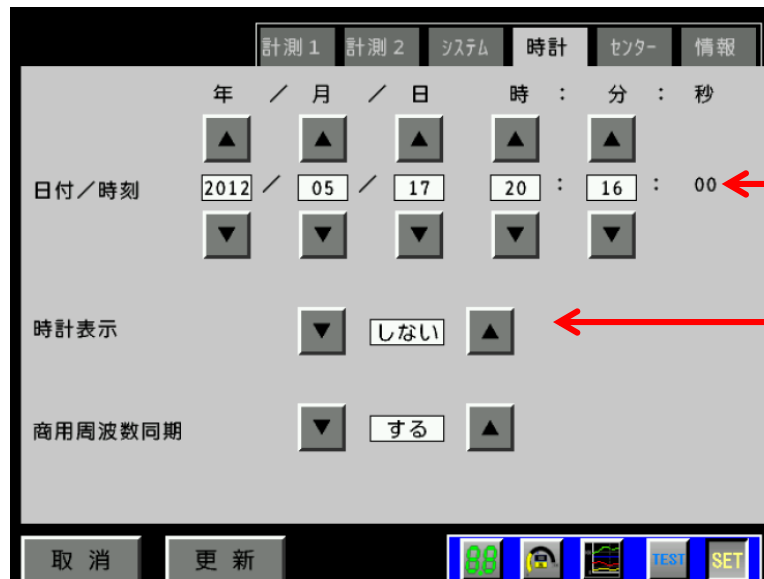 計測1 計測2 システム 時計 センター 情報
年 / 月 / 日 時 : 分 : 秒
▲ ▲ ▲ ▲ ▲
日付/時刻 2012 / 05 / 17 20 : 16 : 00
▼ ▼ ▼ ▼ ▼
時計表示 ▼ しない ▲
商用周波数同期 ▼ する ▲
取消 更新 88 TEST SET